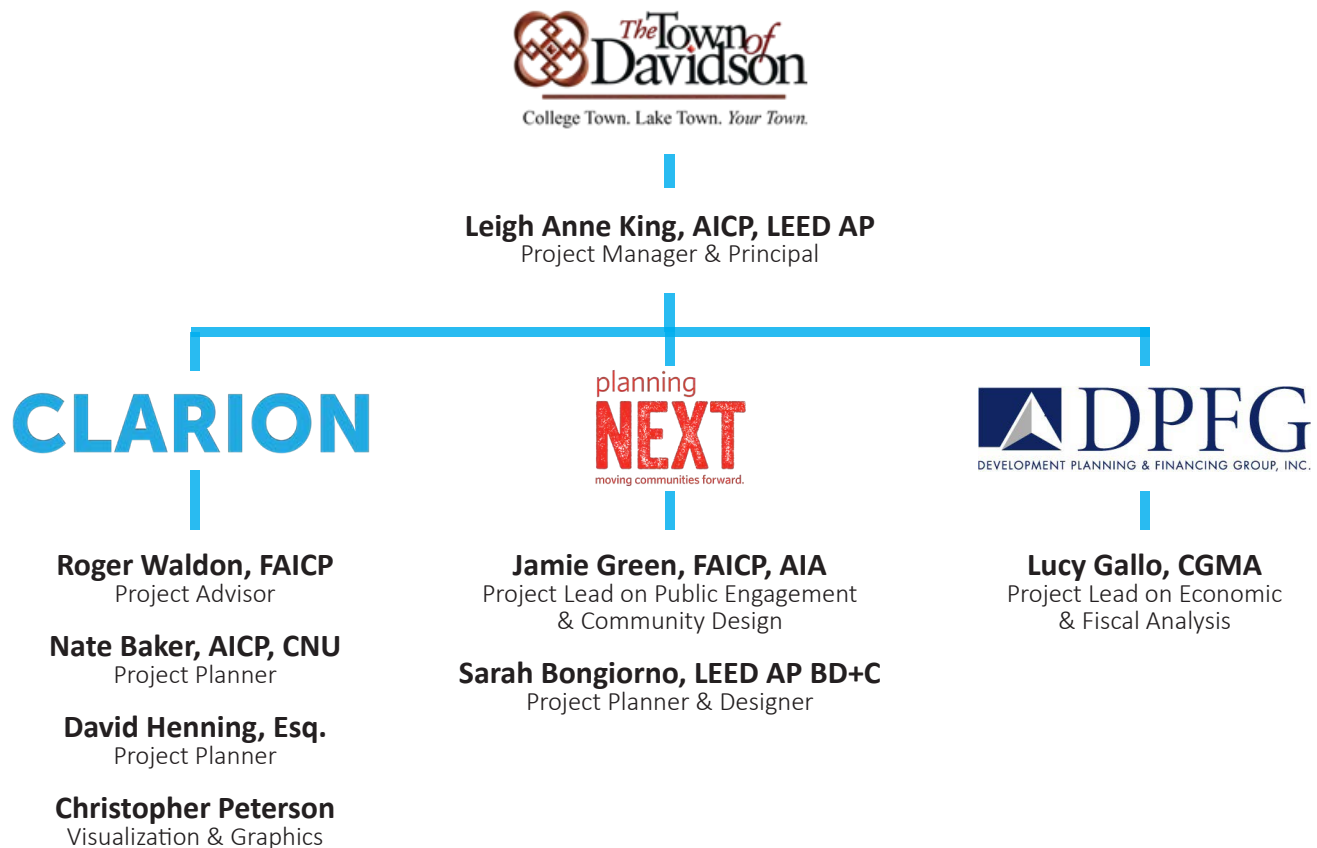 The Town of
Davidson
College Town. Lake Town. Your Town.
Leigh Anne King, AICP, LEED AP
Project Manager & Principal
CLARION
Roger Waldon, FAICP
Project Advisor
Nate Baker, AICP, CNU
Project Planner
David Henning, Esq.
Project Planner
Christopher Peterson
Visualization & Graphics
planning
NEXT
moving communities forward.
Jamie Green, FAICP, AIA
Project Lead on Public Engagement
& Community Design
Sarah Bongiorno, LEED AP BD+C
Project Planner & Designer
DPFG
DEVELOPMENT PLANNING & FINANCING GROUP, INC.
Lucy Gallo, CGMA
Project Lead on Economic
& Fiscal Analysis